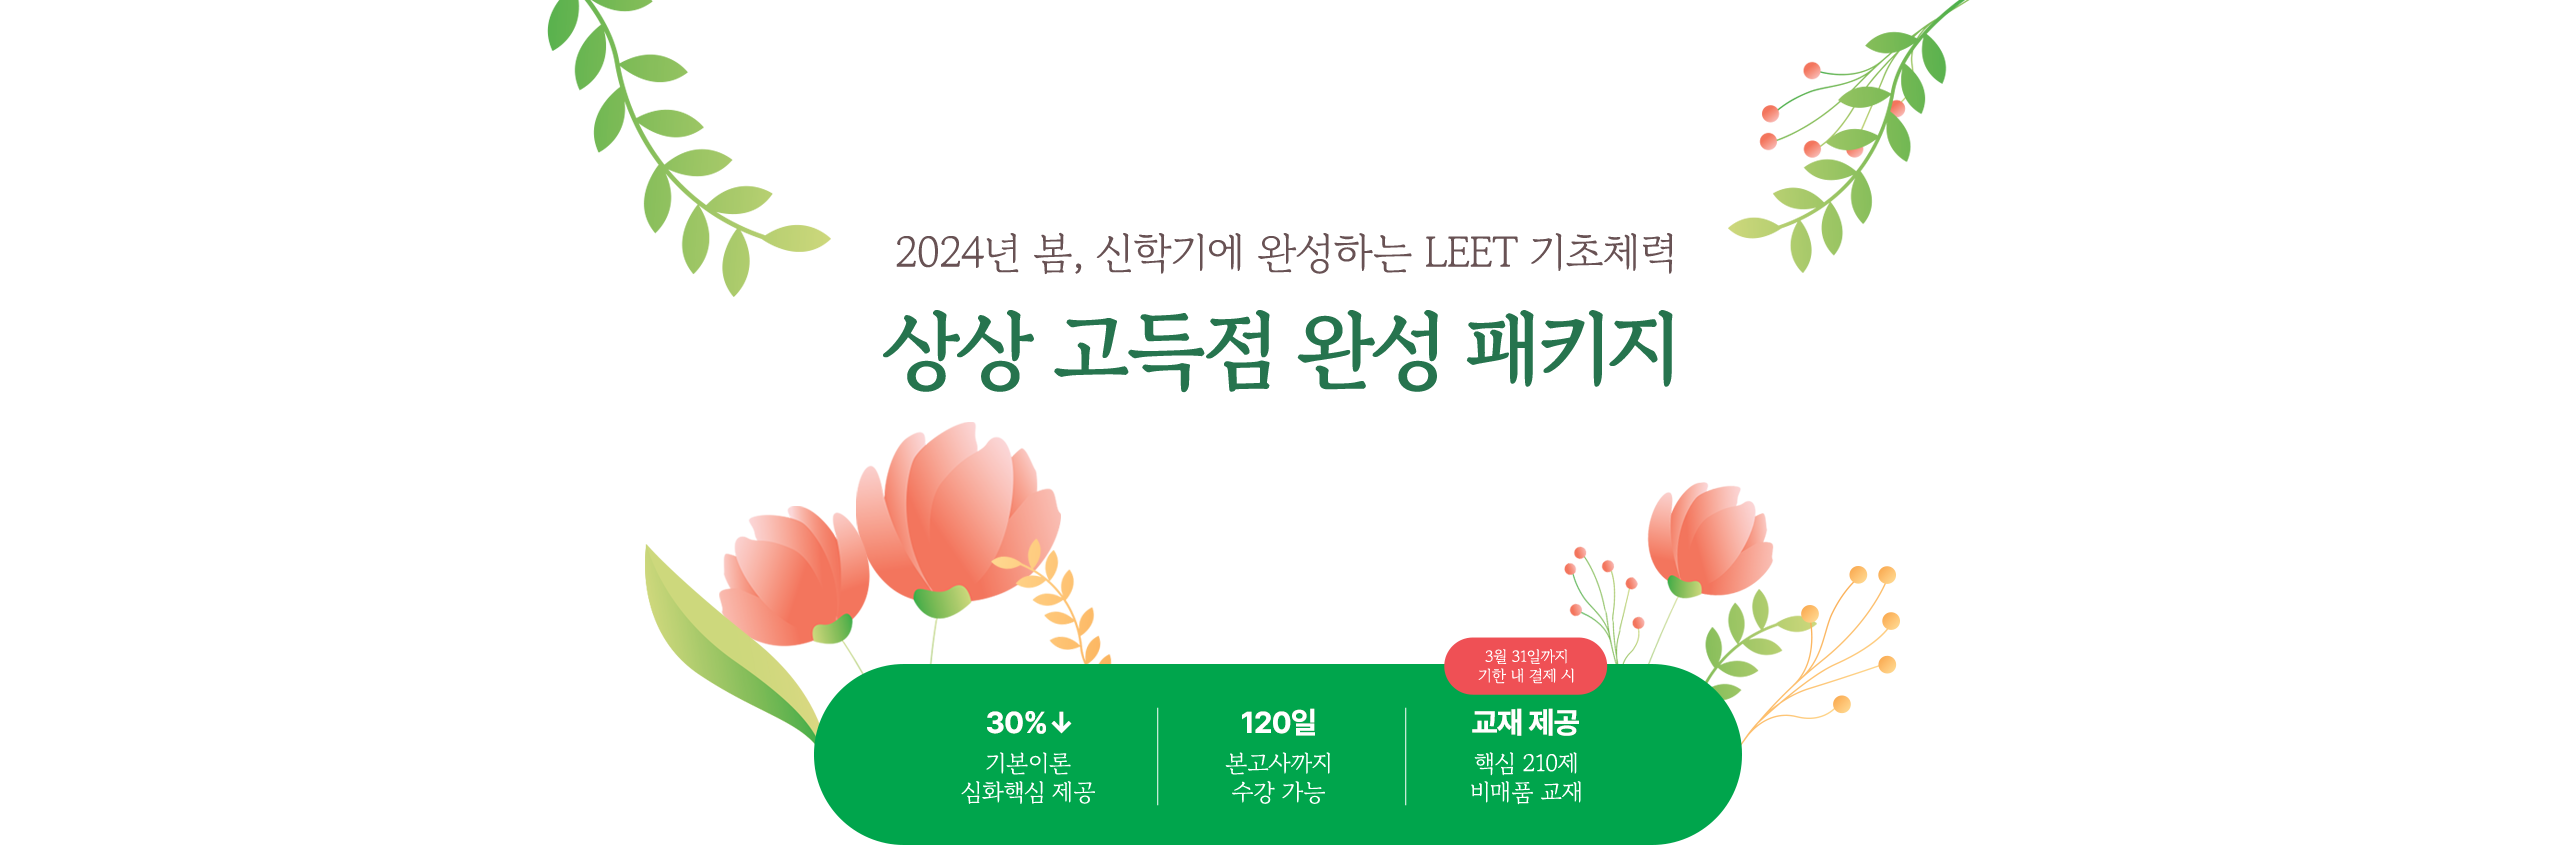 2024년 봄, 신학기에 완성하는 LEET 기초체력
상상 고득점 완성 패키지
30%↓
기본이론
심화핵심 제공
120일
본고사까지
수강 가능
3월 31일까지
기한 내 결제 시
교재 제공
핵심 210제
비매품 교재